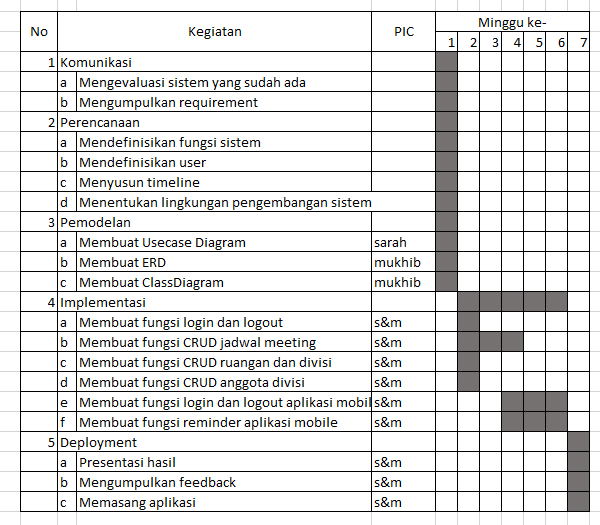 No Kegiatan PIC Minggu ke-
1 2 3 4 5 6 7
1 Komunikasi
a Mengevaluasi sistem yang sudah ada
b Mengumpulkan requirement
2 Perencanaan
a Mendefinisikan fungsi sistem
b Mendefinisikan user
c Menyusun timeline
d Menentukan lingkungan pengembangan sistem
3 Pemodelan
a Membuat Usecase Diagram sarah
b Membuat ERD mukhib
c Membuat ClassDiagram mukhib
4 Implementasi
a Membuat fungsi login dan logout s&m
b Membuat fungsi CRUD jadwal meeting s&m
c Membuat fungsi CRUD ruangan dan divisi s&m
d Membuat fungsi CRUD anggota divisi s&m
e Membuat fungsi login dan logout aplikasi mobil s&m
f Membuat fungsi reminder aplikasi mobile s&m
5 Deployment
a Presentasi hasil s&m
b Mengumpulkan feedback s&m
c Memasang aplikasi s&m